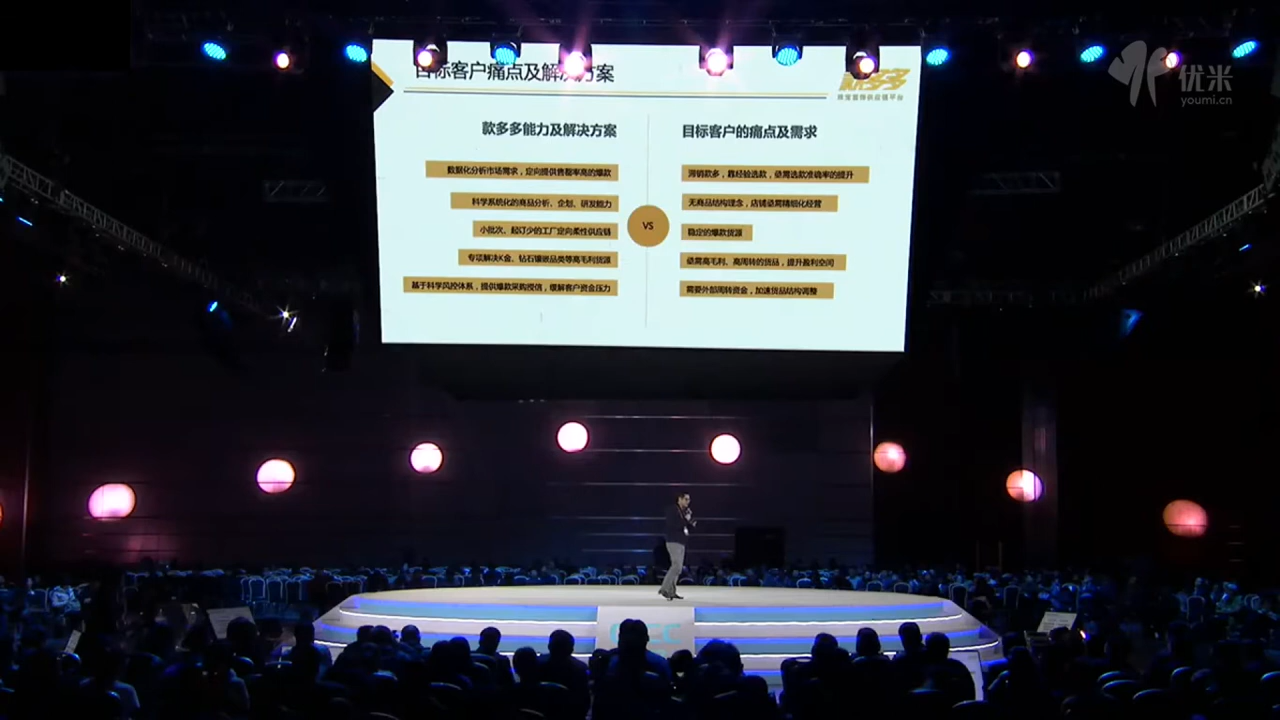 目标客户痛点及解决方案
款多多
珠宝首饰供应链平台
优米
youmi.cn
款多多能力及解决方案
目标客户的痛点及需求
数据化分析市场需求，定向提供售罄率高的爆款
滞销款多，靠经验选款，亟需选款准确率的提升
科学系统化的商品分析、企划、研发能力
无商品结构理念，店铺亟需精细化经营
VS
小批次、起订少的工厂定向柔性供应链
稳定的爆款货源
专项解决K金、钻石镶嵌品类等高毛利货源
亟需高毛利、高周转的货品，提升盈利空间
基于科学风控体系，提供爆款采购授信，缓解客户资金压力
需要外部周转资金，加速货品结构调整